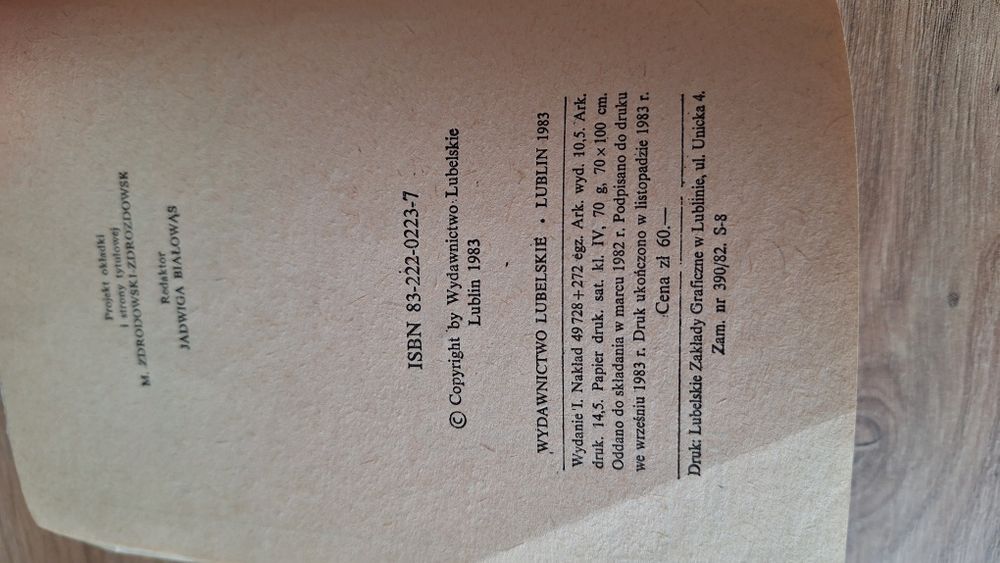 Projekt okładki
i strony tytułowej
M. ZDRODOWSKI-ZDROZDOWSK
Redaktor
JADWIGA BIAŁOWĄS
ISBN 83-222-0223-7
© Copyright by Wydawnictwo Lubelskie
Lublin 1983
WYDAWNICTWO LUBELSKIE • LUBLIN 1983
Wydanie I. Nakład 49 728+272 egz. Ark. wyd. 10,5. Ark.
druk. 14,5. Papier druk. sat. kl. IV, 70 g, 70×100 cm.
Oddano do składania w marcu 1982 r. Podpisano do druku
we wrześniu 1983 r. Druk ukończono w listopadzie 1983 r.
Cena zł 60.—
Druk: Lubelskie Zakłady Graficzne w Lublinie, ul. Unicka 4.
Zam. nr 390/82. S-8